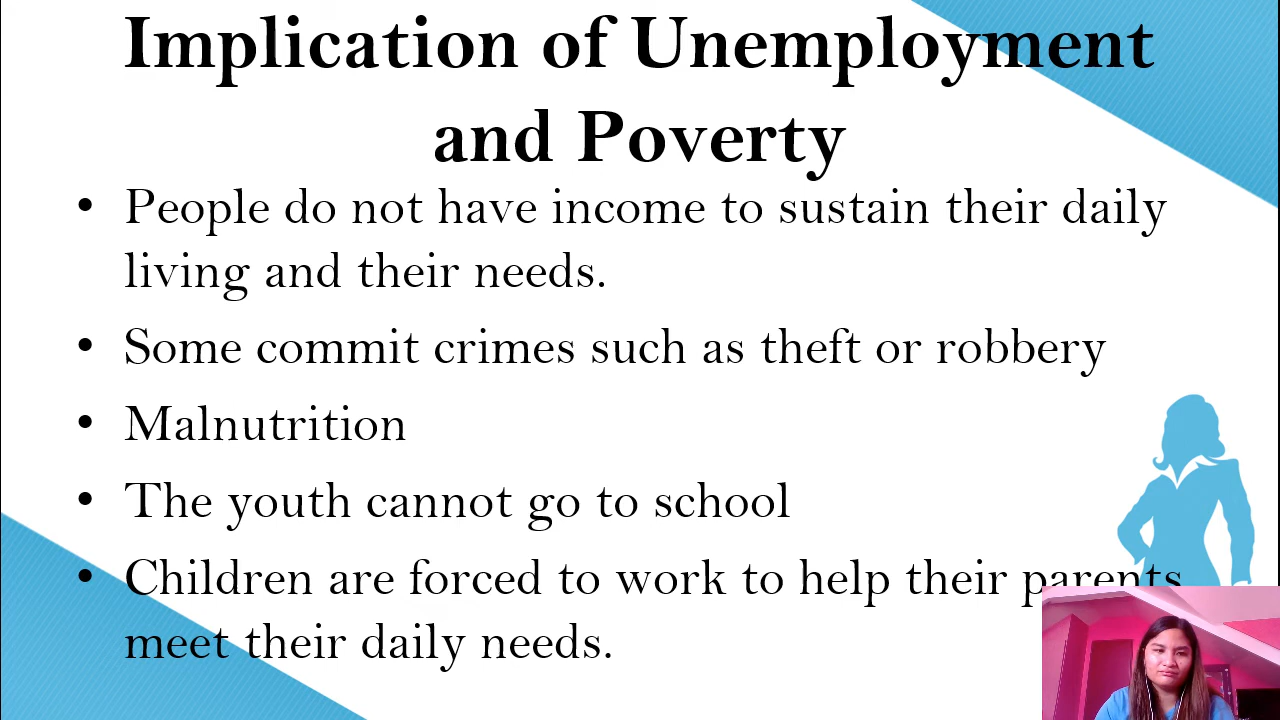 Implication of Unemployment
and Poverty
• People do not have income to sustain their daily
living and their needs.
• Some commit crimes such as theft or robbery
• Malnutrition
• The youth cannot go to school
• Children are forced to work to help their parents
meet their daily needs.